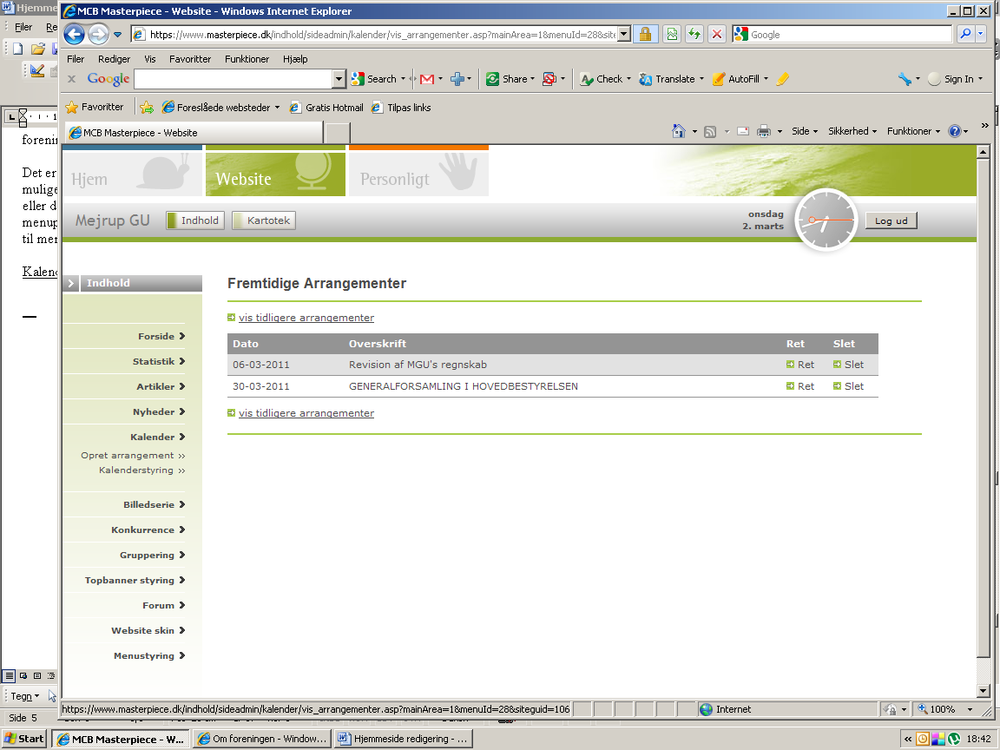 Hjemme
MCB Masterpiece - Website - Windows Internet Explorer
https://www.masterpiece.dk/indhold/sideadmin/kalender/vis_arrangementer.asp?mainArea=1&menuId=28&site
Google
Filer Re
Filer Rediger Vis Favoritter Funktioner Hjælp
x Google Search Share Check Translate AutoFill Sign In
Favoritter Foreslåede websteder Gratis Hotmail Tilpas links
MCB Masterpiece - Website
Side Sikkerhed Funktioner
L 1
forenin
Det er
mulige
eller d
menup
til mer
Kalend
Hjem Website Personligt
Mejrup GU Indhold Kartotek
onsdag
2. marts
Log ud
Indhold
Forside
Statistik
Artikler
Nyheder
Kalender
Opret arrangement
Kalenderstyring
Billedserie
Konkurrence
Gruppering
Topbanner styring
Forum
Website skin
Menustyring
Fremtidige Arrangementer
vis tidligere arrangementer
Dato Overskrift Ret Slet
06-03-2011 Revision af MGU's regnskab Ret Slet
30-03-2011 GENERALFORSAMLING I HOVEDBESTYRELSEN Ret Slet
vis tidligere arrangementer
Tegn
https://www.masterpiece.dk/indhold/sideadmin/kalender/vis_arrangementer.asp?mainArea=1&menuId=28&siteguid=106
Internet
100%
Side 5
Start
MCB Masterpiece - W...
Om foreningen - Window...
Hjemmeside redigering - ...
18:42